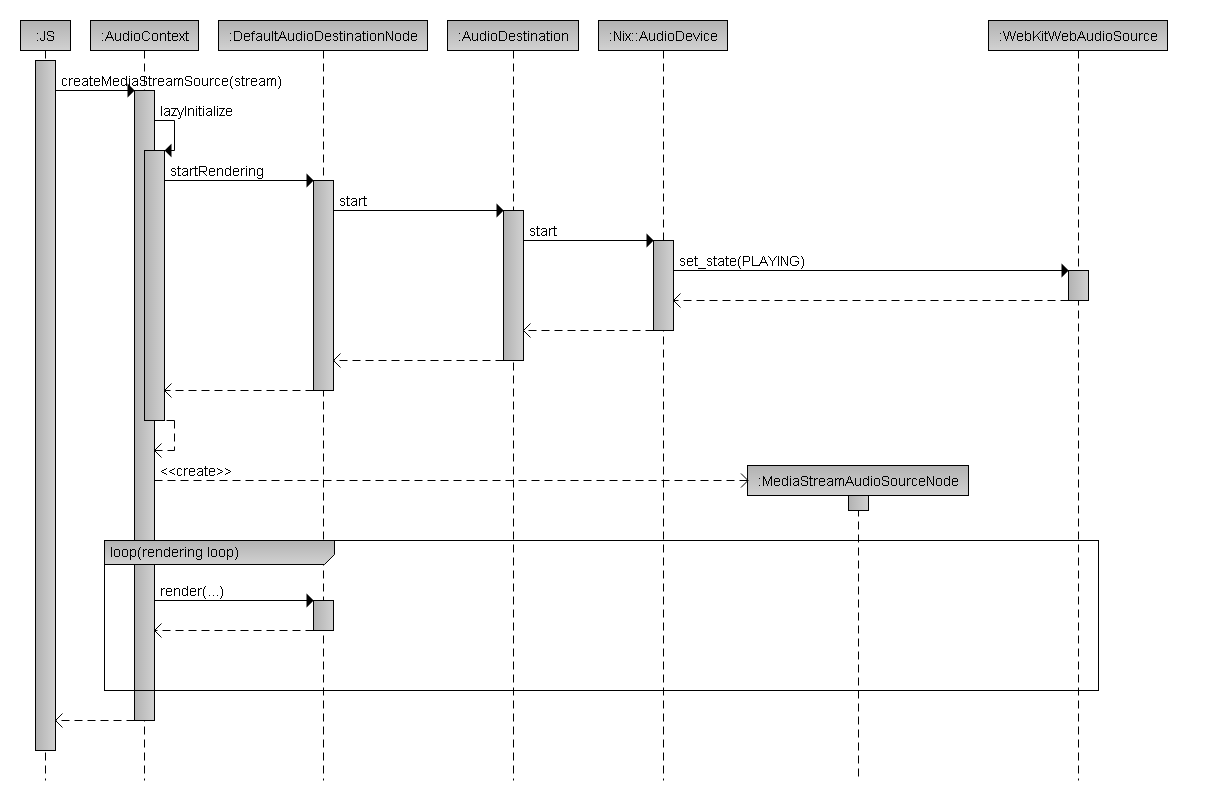 :JS
:AudioContext
:DefaultAudioDestinationNode
:AudioDestination
:Nix::AudioDevice
:WebKitWebAudioSource
createMediaStreamSource(stream)
lazyInitialize
startRendering
start
start
set_state(PLAYING)
<<create>>
:MediaStreamAudioSourceNode
loop(rendering loop)
render(...)